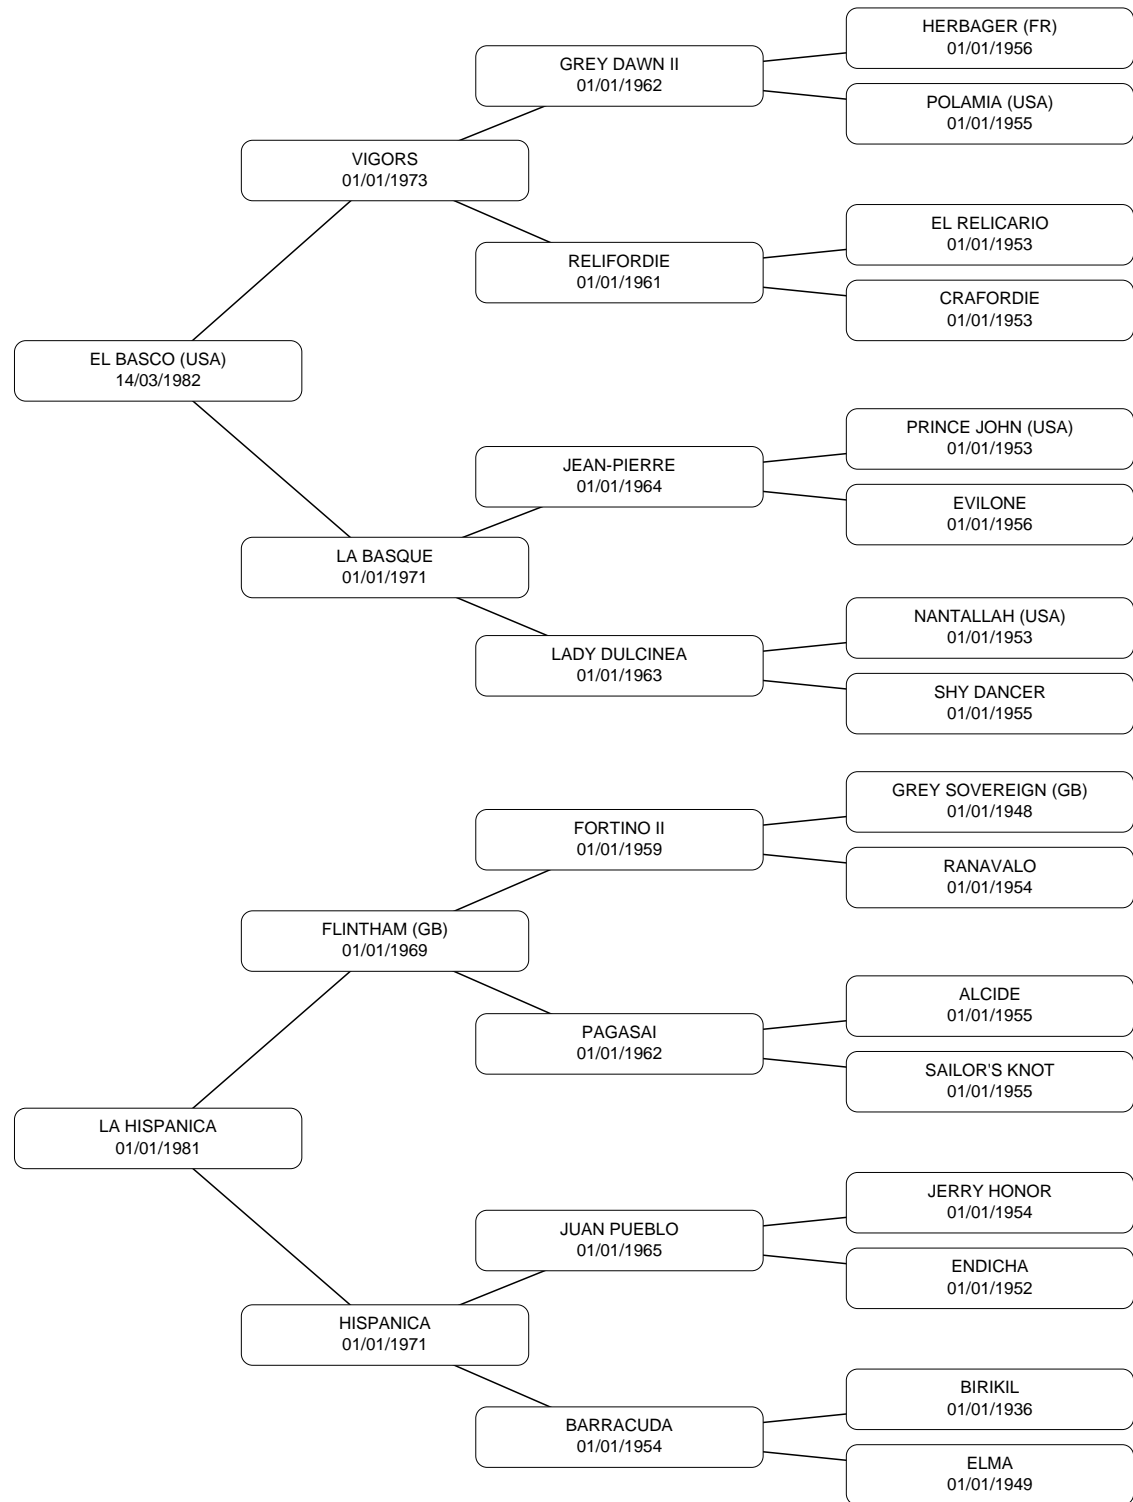 HERBAGER (FR)
01/01/1956
GREY DAWN II
01/01/1962
POLAMIA (USA)
01/01/1955
VIGORS
01/01/1973
EL RELICARIO
01/01/1953
RELIFORDIE
01/01/1961
CRAFORDIE
01/01/1953
EL BASCO (USA)
14/03/1982
PRINCE JOHN (USA)
01/01/1953
JEAN-PIERRE
01/01/1964
EVILONE
01/01/1956
LA BASQUE
01/01/1971
NANTALLAH (USA)
01/01/1953
LADY DULCINEA
01/01/1963
SHY DANCER
01/01/1955
GREY SOVEREIGN (GB)
01/01/1948
FORTINO II
01/01/1959
RANAVALO
01/01/1954
FLINTHAM (GB)
01/01/1969
ALCIDE
01/01/1955
PAGASAI
01/01/1962
SAILOR'S KNOT
01/01/1955
LA HISPANICA
01/01/1981
JERRY HONOR
01/01/1954
JUAN PUEBLO
01/01/1965
ENDICHA
01/01/1952
HISPANICA
01/01/1971
BIRIKIL
01/01/1936
BARRACUDA
01/01/1954
ELMA
01/01/1949